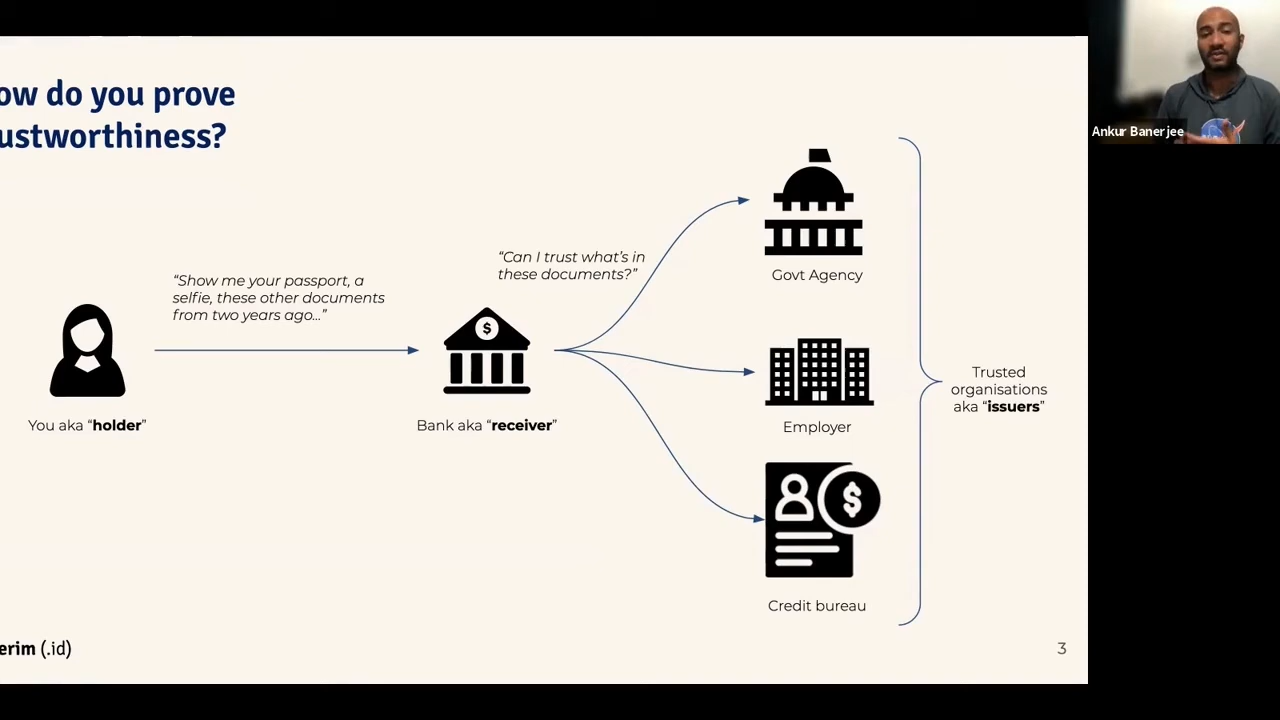 ow do you prove
ustworthiness?
Ankur Banerjee
"Show me your passport, a
selfie, these other documents
from two years ago..."
"Can I trust what's in
these documents?"
$
$
Govt Agency
Trusted
organisations
aka "issuers"
You aka "holder"
Bank aka "receiver"
Employer
Credit bureau
erim (.id)
3